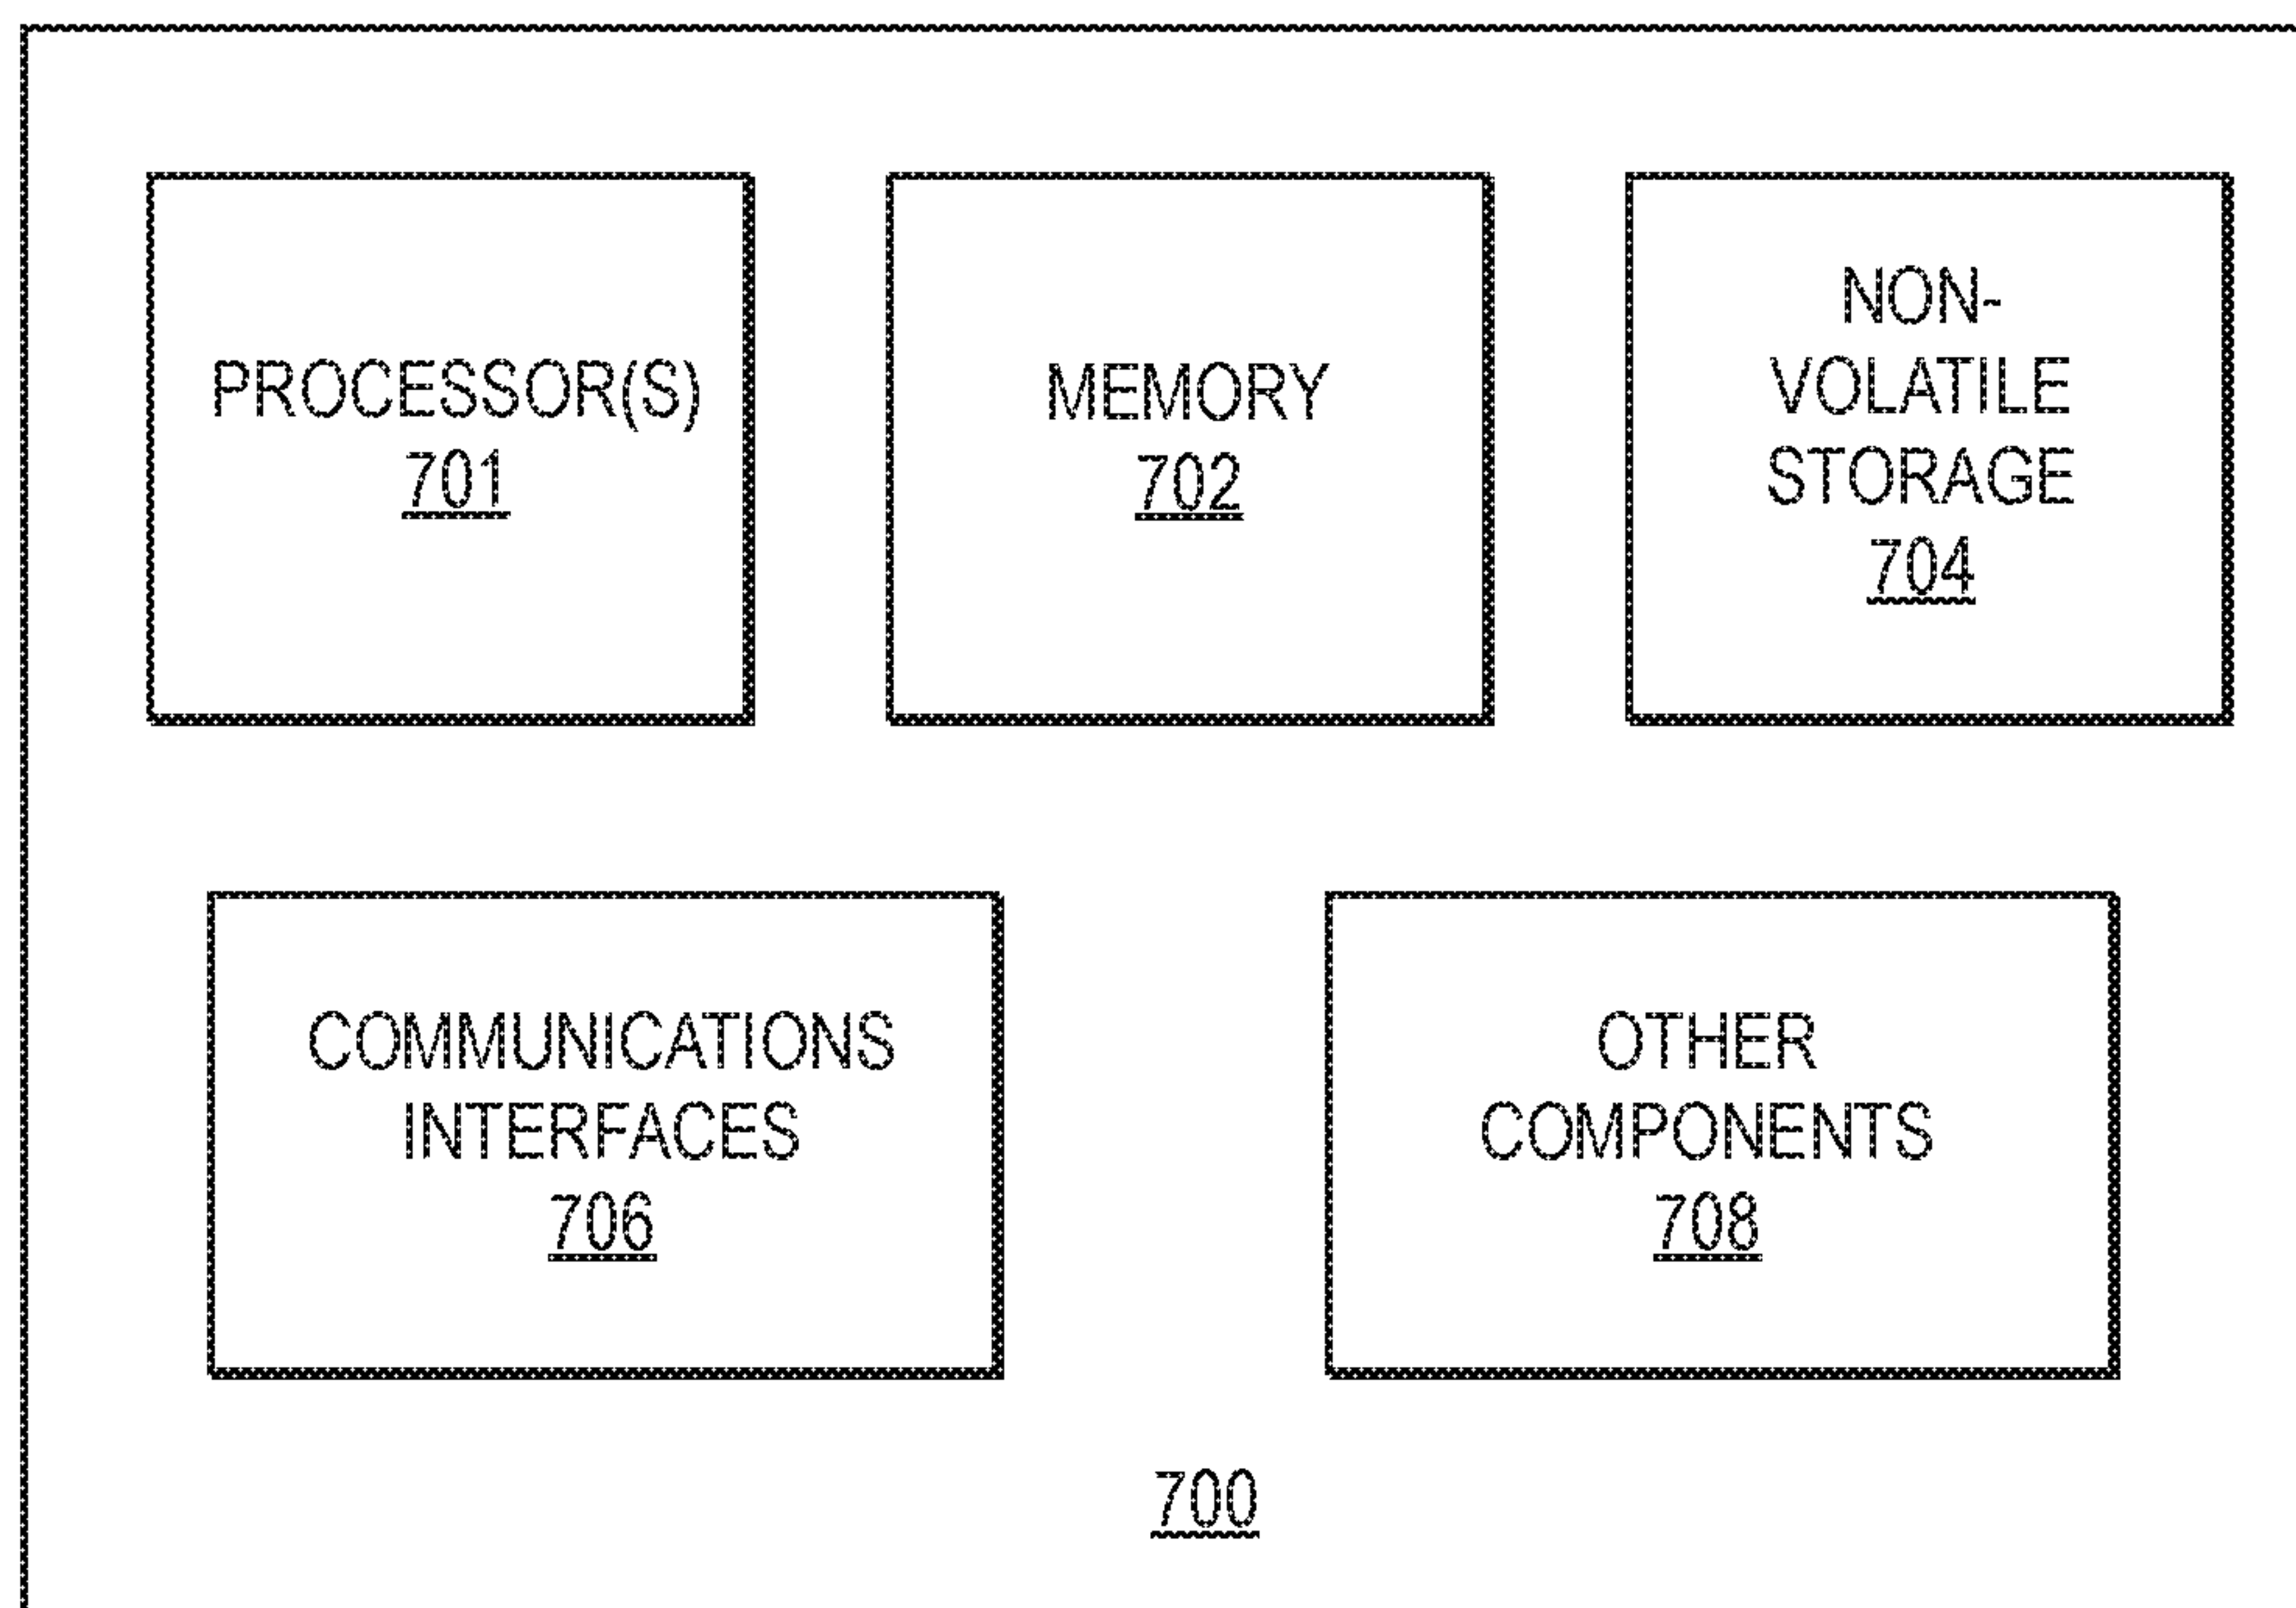 PROCESSOR(S)
701
MEMORY
702
NON-
VOLATILE
STORAGE
704
COMMUNICATIONS
INTERFACES
706
OTHER
COMPONENTS
708
700